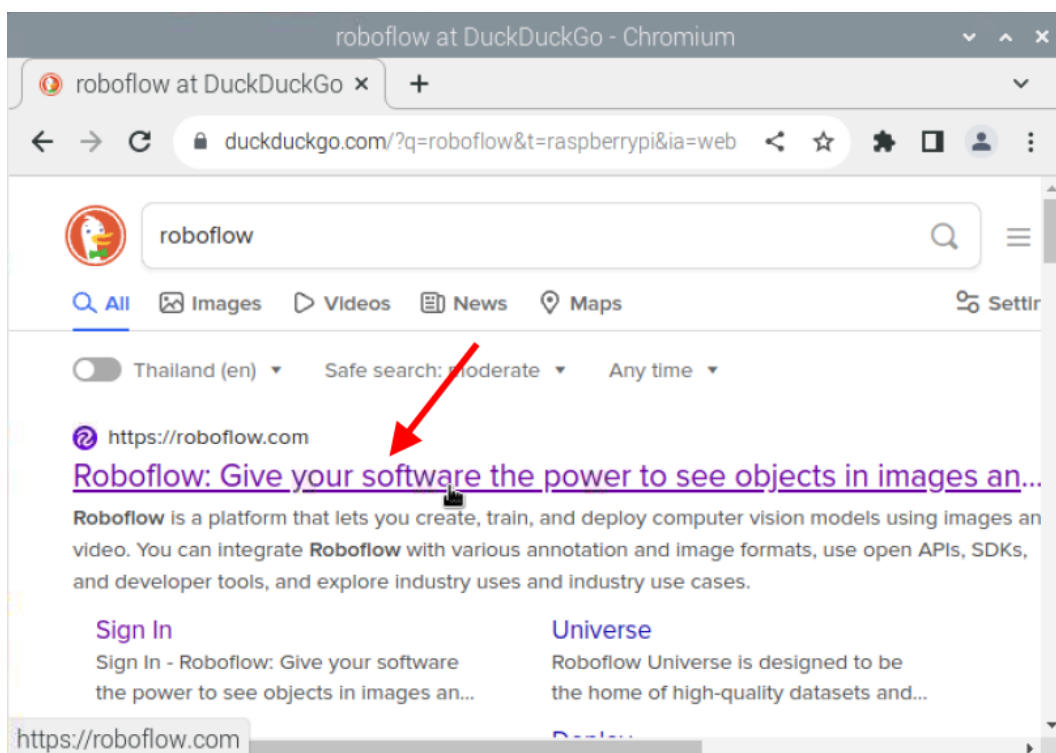 roboflow at DuckDuckGo - Chromium
roboflow at DuckDuckGo
duckduckgo.com/?q=roboflow&t=raspberrypi&ia=web
roboflow
All Images Videos News Maps Settin
Thailand (en) Safe search: moderate Any time
https://roboflow.com
Roboflow: Give your software the power to see objects in images an...
Roboflow is a platform that lets you create, train, and deploy computer vision models using images an
video. You can integrate Roboflow with various annotation and image formats, use open APIs, SDKs,
and developer tools, and explore industry uses and industry use cases.
Sign In Universe
Sign In - Roboflow: Give your software Roboflow Universe is designed to be
the power to see objects in images an... the home of high-quality datasets and...
https://roboflow.com